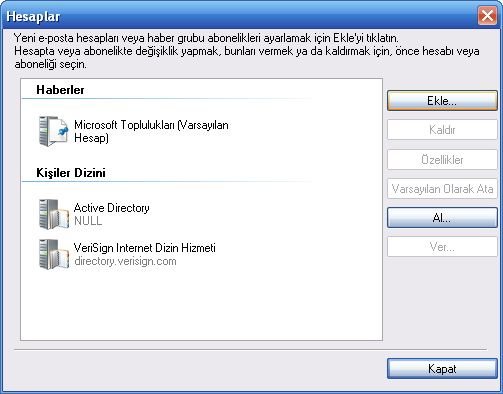 Hesaplar
Yeni e-posta hesapları veya haber grubu abonelikleri ayarlamak için Ekle'yi tıklatın.
Hesapta veya abonelikte değişiklik yapmak, bunları vermek ya da kaldırmak için, önce hesabı veya
aboneliği seçin.
Haberler
Microsoft Toplulukları (Varsayılan
Hesap)
Kişiler Dizini
Active Directory
NULL
VeriSign Internet Dizin Hizmeti
directory.verisign.com
Ekle...
Kaldır
Özellikler
Varsayılan Olarak Ata
Al...
Ver...
Kapat